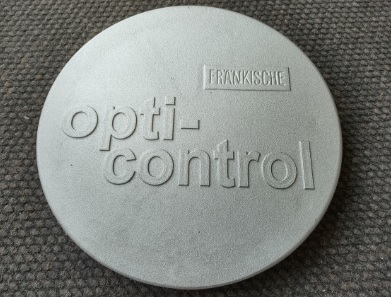 FRÄNKISCHE
opti-
control